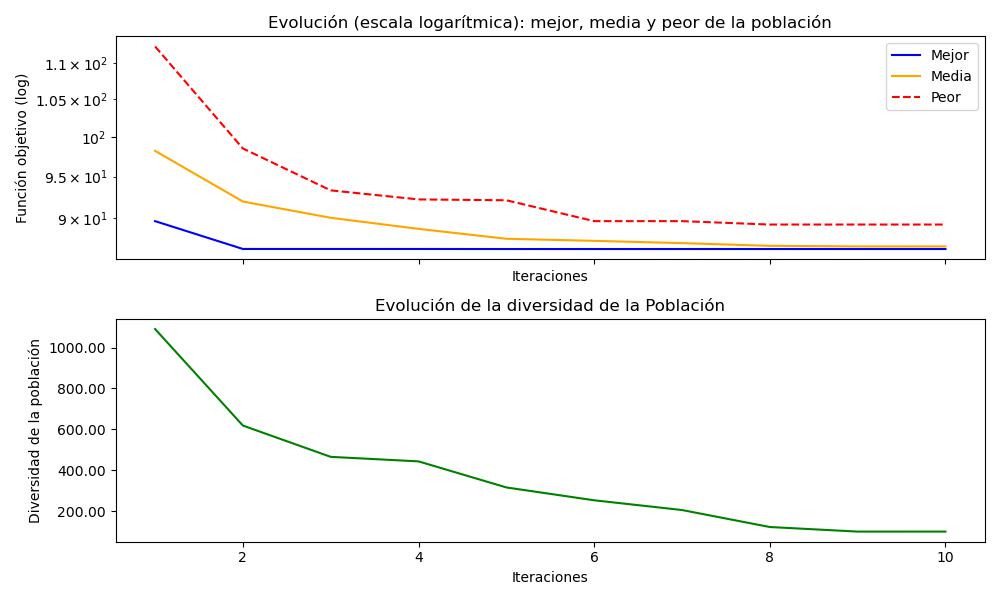 Evolución (escala logarítmica): mejor, media y peor de la población
Función objetivo (log)
1.1 × 10²
1.05 × 10²
10²
9.5 × 10¹
9 × 10¹
Mejor
Media
Peor
Iteraciones
Evolución de la diversidad de la Población
Diversidad de la población
1000.00
800.00
600.00
400.00
200.00
2 4 6 8 10
Iteraciones